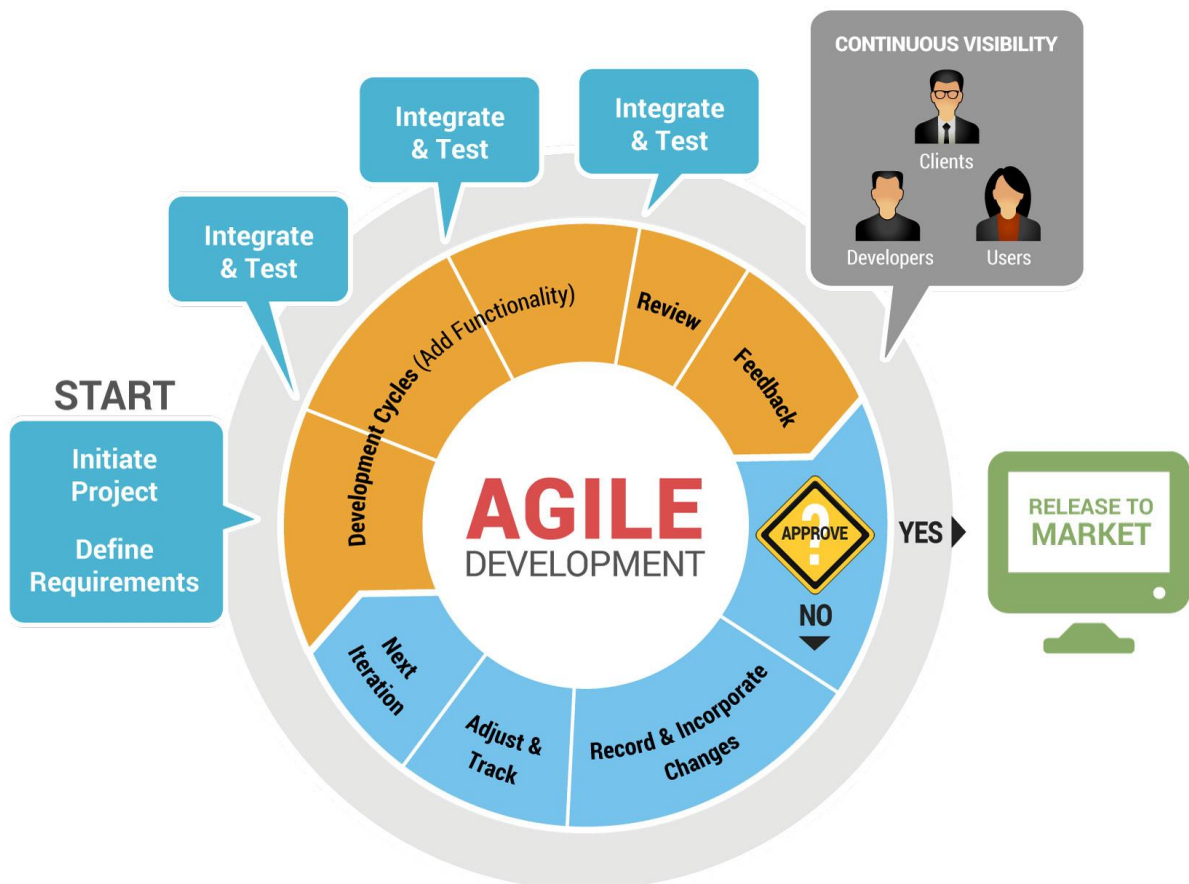 START
Initiate
Project
Define
Requirements
Integrate
& Test
Integrate
& Test
Integrate
& Test
CONTINUOUS VISIBILITY
Clients
Developers
Users
Development Cycles (Add Functionality)
Review
Feedback
?
APPROVE
YES
NO
RELEASE TO
MARKET
Record & Incorporate
Changes
Adjust &
Track
Next
Iteration
AGILE
DEVELOPMENT